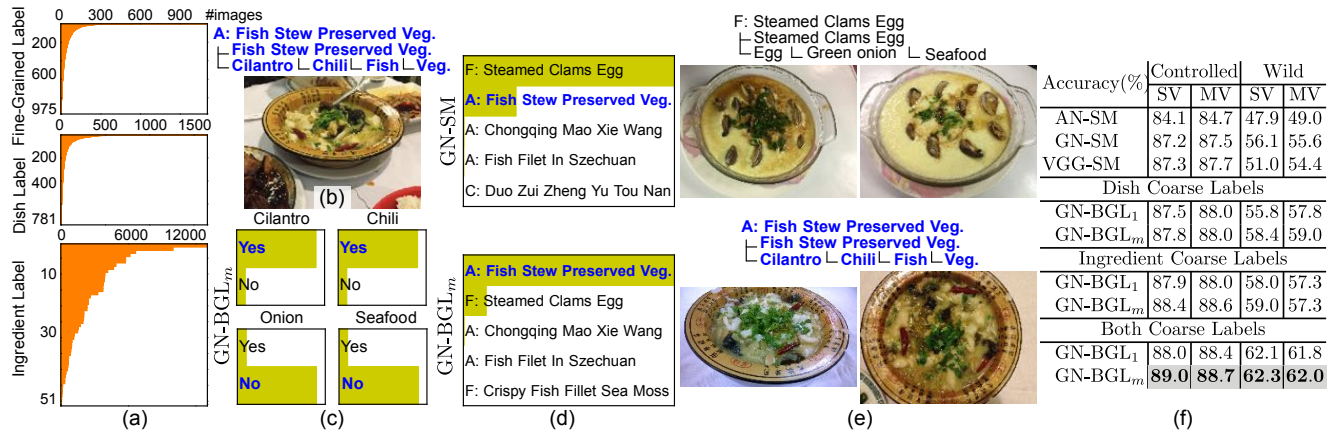 0 300 600 900 #images
Fine-Grained Label
200
600
975
0 500 1000 1500
Dish Label
200
400
781
0 6000 12000
Ingredient Label
10
30
51
(a)
A: Fish Stew Preserved Veg.
Fish Stew Preserved Veg.
Cilantro Chili Fish Veg.
(b)
GN-BGLm
Cilantro Chili
Yes Yes
No No
Onion Seafood
Yes Yes
No No
(c)
GN-SM
F: Steamed Clams Egg
A: Fish Stew Preserved Veg.
A: Chongqing Mao Xie Wang
A: Fish Filet In Szechuan
C: Duo Zui Zheng Yu Tou Nan
GN-BGLm
A: Fish Stew Preserved Veg.
F: Steamed Clams Egg
A: Chongqing Mao Xie Wang
A: Fish Filet In Szechuan
F: Crispy Fish Fillet Sea Moss
(d)
F: Steamed Clams Egg
Steamed Clams Egg
Egg Green onion Seafood
A: Fish Stew Preserved Veg.
Fish Stew Preserved Veg.
Cilantro Chili Fish Veg.
(e)
Accuracy(%) Controlled Wild
SV MV SV MV
AN-SM 84.1 84.7 47.9 49.0
GN-SM 87.2 87.5 56.1 55.6
VGG-SM 87.3 87.7 51.0 54.4
Dish Coarse Labels
GN-BGL1 87.5 88.0 55.8 57.8
GN-BGLm 87.8 88.0 58.4 59.0
Ingredient Coarse Labels
GN-BGL1 87.9 88.0 58.0 57.3
GN-BGLm 88.4 88.6 59.0 57.3
Both Coarse Labels
GN-BGL1 88.0 88.4 62.1 61.8
GN-BGLm 89.0 88.7 62.3 62.0
(f)